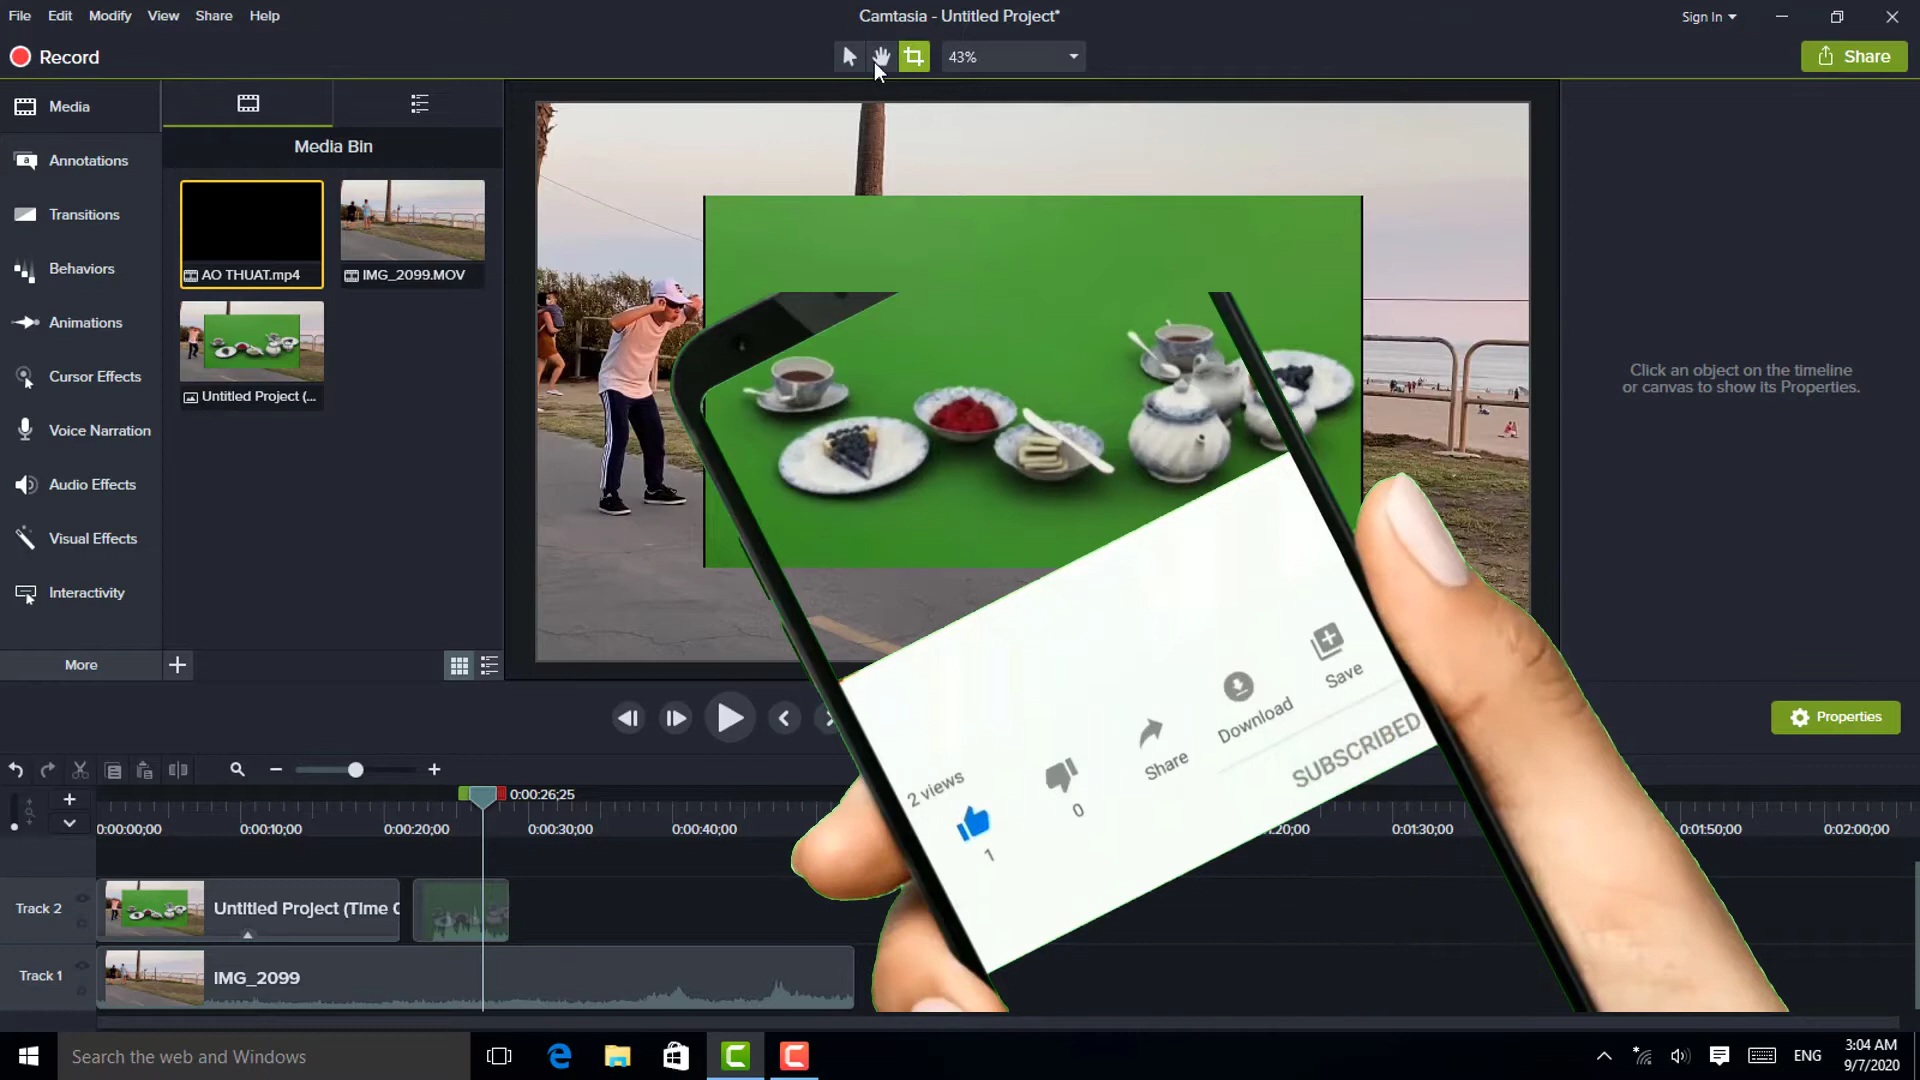 File Edit Modify View Share Help
Camtasia - Untitled Project*
Sign In
Record
43%
Share
Media
Media Bin
Annotations
AO THUAT.mp4
IMG_2099.MOV
Transitions
Behaviors
Animations
Untitled Project (...
Cursor Effects
Voice Narration
Audio Effects
Visual Effects
Interactivity
More
Click an object on the timeline
or canvas to show its Properties.
Properties
2 views
1
0
Share
Download
Save
SUBSCRIBED
0:00:26;25
0:00:00;00 0:00:10;00 0:00:20;00 0:00:30;00 0:00:40;00 0:01:30;00 0:01:50;00 0:02:00;00
Track 2
Untitled Project (Time
Track 1
IMG_2099
Search the web and Windows
ENG
3:04 AM
9/7/2020